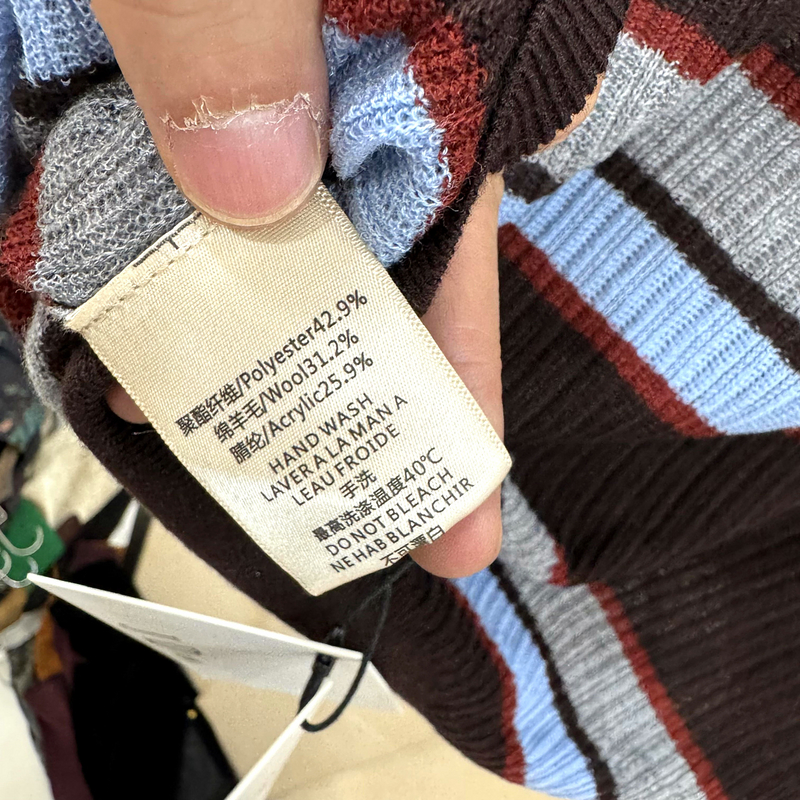 聚酯纤维/Polyester42.9%
绵羊毛/Wool31.2%
腈纶/Acrylic25.9%
HAND WASH
LAVER A LA MAN A
LEAU FROIDE
手洗
最高洗涤温度40℃
DO NOT BLEACH
NE HAB BLANCHIR
不可漂白